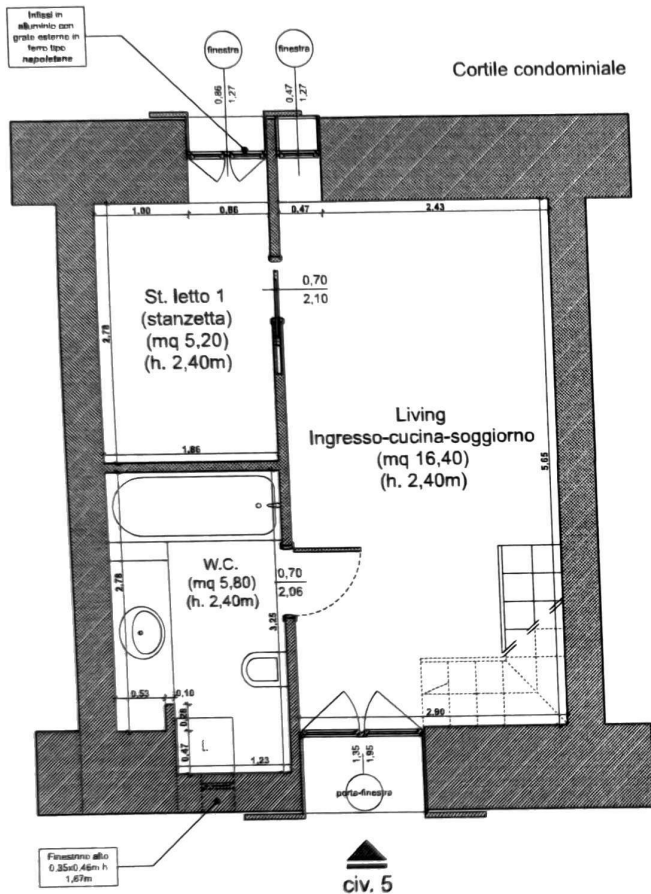 Infissi in
alluminio con
grate esterne in
ferro tipo
napoletane
finestra
finestra
0,86
1,27
0,47
1,27
Cortile condominiale
1.00
0.86
0.47
2.43
St. letto 1
(stanzetta)
(mq 5,20)
(h. 2,40m)
0,70
2,10
2,78
1.86
Living
Ingresso-cucina-soggiorno
(mq 16,40)
(h. 2,40m)
5,65
W.C.
(mq 5,80)
(h. 2,40m)
0,70
2,06
2,78
3,25
0,53
0,10
0,28
0,47
L.
1,23
2,90
1,35
1,95
porta-finestra
Finestrino alto
0,35x0,46m h
1,67m
civ. 5